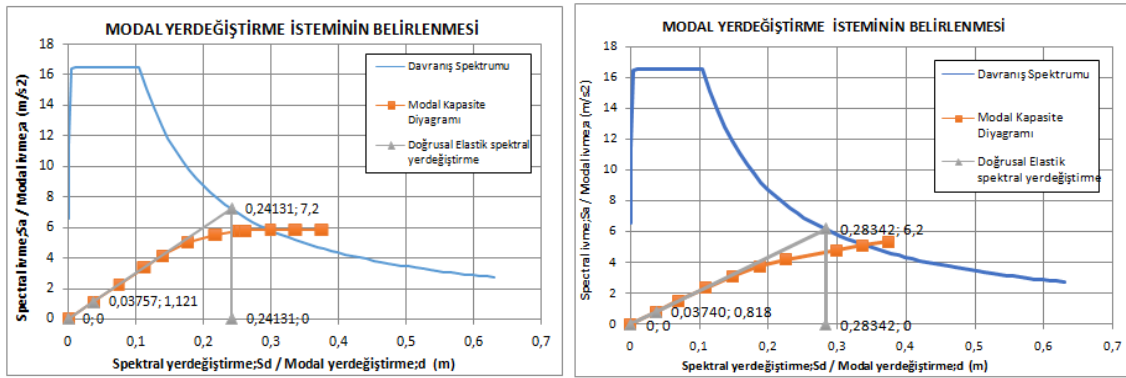 MODAL YERDEĞİŞTİRME İSTEMİNİN BELİRLENMESİ
Spektral İvme;Sa / Modal ivme;a (m/s2)
18
16
14
12
10
8
6
4
2
0
Davranış Spektrumu
Modal Kapasite
Diyagramı
Doğrusal Elastik spektral
yerdeğiştirme
0,24131; 7,2
0,03757; 1,121
0; 0
0,24131; 0
0
0,1
0,2
0,3
0,4
0,5
0,6
0,7
Spektral yerdeğiştirme;Sd / Modal yerdeğiştirme;d (m)
MODAL YERDEĞİŞTİRME İSTEMİNİN BELİRLENMESİ
Spektral ivme;Sa / Modal ivme;a (m/s2)
18
16
14
12
10
8
6
4
2
0
Davranış Spektrumu
Modal Kapasite
Diyagramı
Doğrusal Elastik
spektral yerdeğiştirme
0,28342; 6,2
0,03740; 0,818
0; 0
0,28342; 0
0
0,1
0,2
0,3
0,4
0,5
0,6
0,7
Spektral yerdeğiştirme;Sd / Modal yerdeğiştirme;d (m)